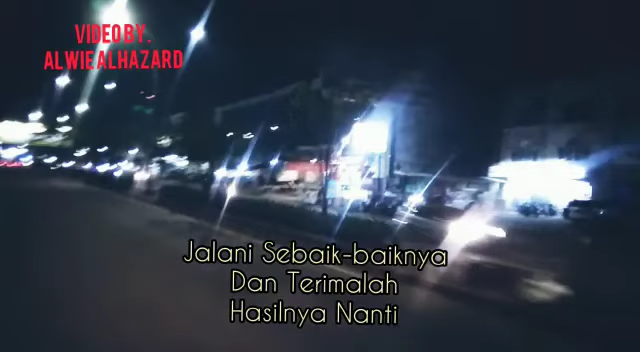 VIDEO BY.
ALWIE ALHAZARD
Jalani Sebaik-baiknya
Dan Terimalah
Hasilnya Nanti